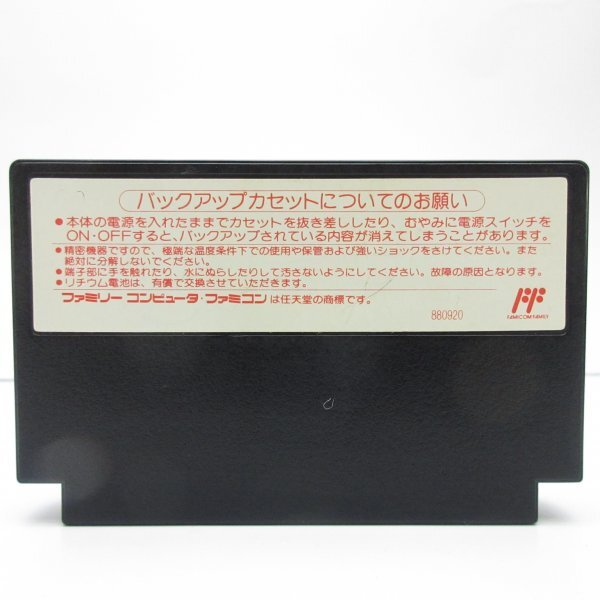 バックアップカセットについてのお願い
●本体の電源を入れたままでカセットを抜き差ししたり、むやみに電源スイッチを
ON・OFFすると、バックアップされている内容が消えてしまうことがあります。
●精密機器ですので、極端な温度条件下での使用や保管および強いショックをさけてください。また
絶対に分解しないでください。
●端子部に手を触れたり、水にぬらしたりして汚さないようにしてください。故障の原因となります。
●リチウム電池は、有償で交換させていただきます。
ファミリー コンピュータ・ファミコン は任天堂の商標です。
FF
FAMICOM FAMILY
880920